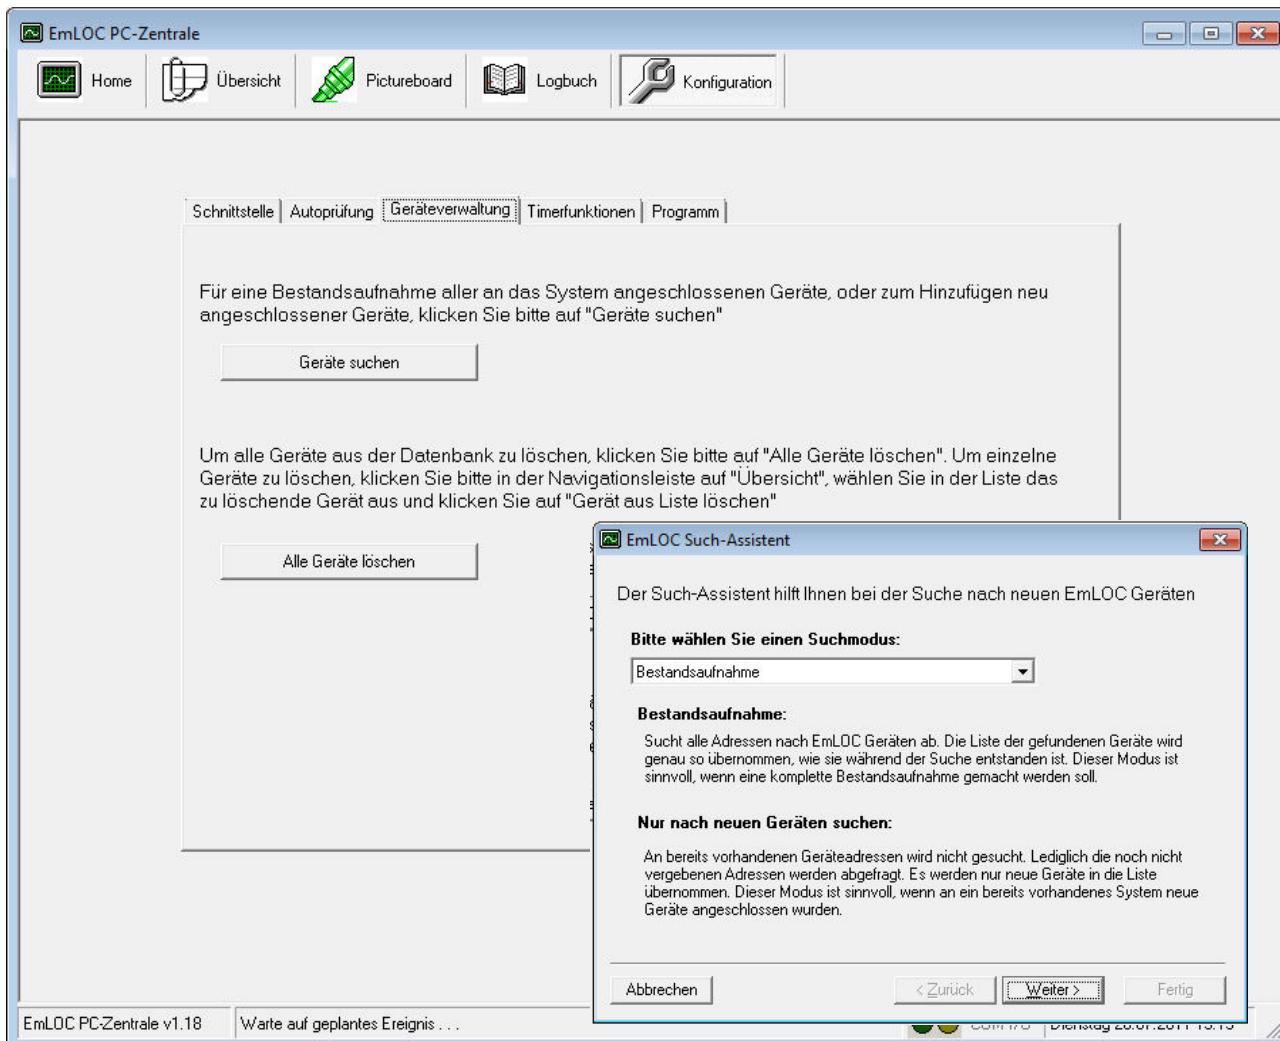 EmLOC PC-Zentrale
Home
Übersicht
Pictureboard
Logbuch
Konfiguration
Schnittstelle
Autoprüfung
Geräteverwaltung
Timerfunktionen
Programm
Für eine Bestandsaufnahme aller an das System angeschlossenen Geräte, oder zum Hinzufügen neu
angeschlossener Geräte, klicken Sie bitte auf "Geräte suchen"
Geräte suchen
Um alle Geräte aus der Datenbank zu löschen, klicken Sie bitte auf "Alle Geräte löschen". Um einzelne
Geräte zu löschen, klicken Sie bitte in der Navigationsleiste auf "Übersicht", wählen Sie in der Liste das
zu löschende Gerät aus und klicken Sie auf "Gerät aus Liste löschen"
Alle Geräte löschen
EmLOC Such-Assistent
Der Such-Assistent hilft Ihnen bei der Suche nach neuen EmLOC Geräten
Bitte wählen Sie einen Suchmodus:
Bestandsaufnahme
Bestandsaufnahme:
Sucht alle Adressen nach EmLOC Geräten ab. Die Liste der gefundenen Geräte wird
genau so übernommen, wie sie während der Suche entstanden ist. Dieser Modus ist
sinnvoll, wenn eine komplette Bestandsaufnahme gemacht werden soll.
Nur nach neuen Geräten suchen:
An bereits vorhandenen Geräteadressen wird nicht gesucht. Lediglich die noch nicht
vergebenen Adressen werden abgefragt. Es werden nur neue Geräte in die Liste
übernommen. Dieser Modus ist sinnvoll, wenn an ein bereits vorhandenes System neue
Geräte angeschlossen wurden.
Abbrechen
< Zurück
Weiter >
Fertig
EmLOC PC-Zentrale v1.18
Warte auf geplantes Ereignis . . .
Dienstag